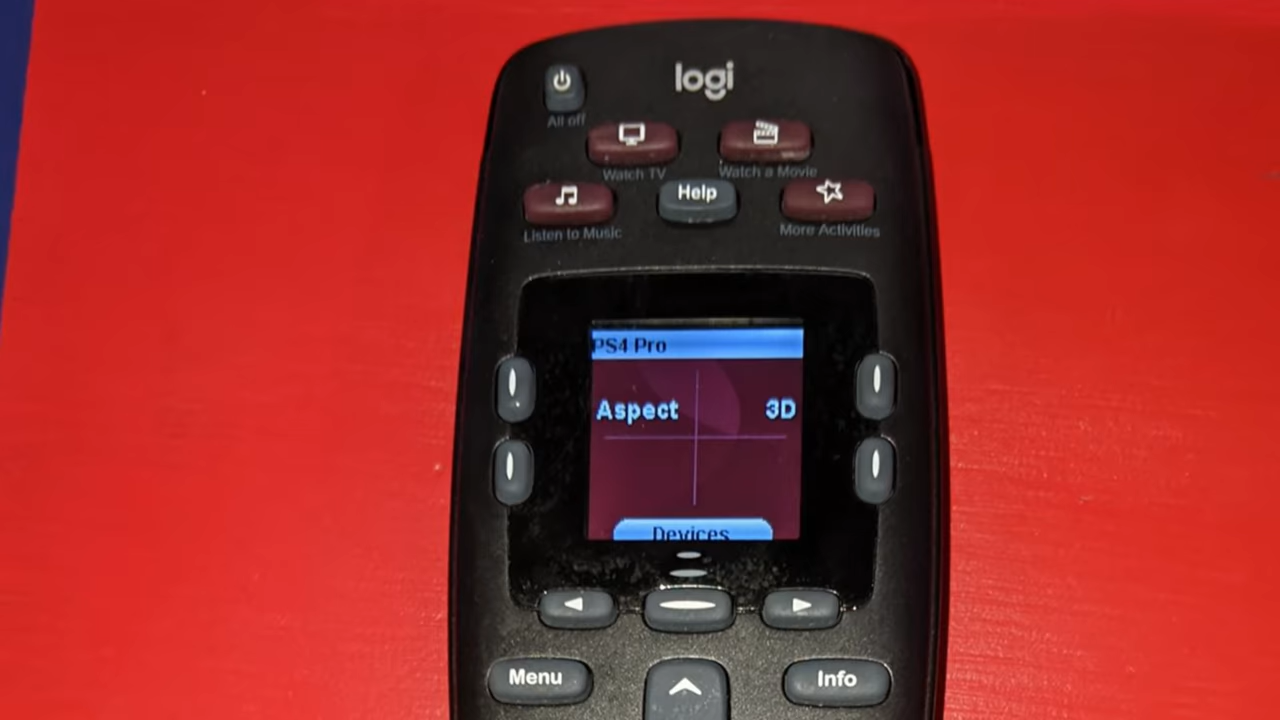 logi
All off
Watch TV
Watch a Movie
Help
Listen to Music
More Activities
PS4 Pro
Aspect 3D
Devices
Menu
Info